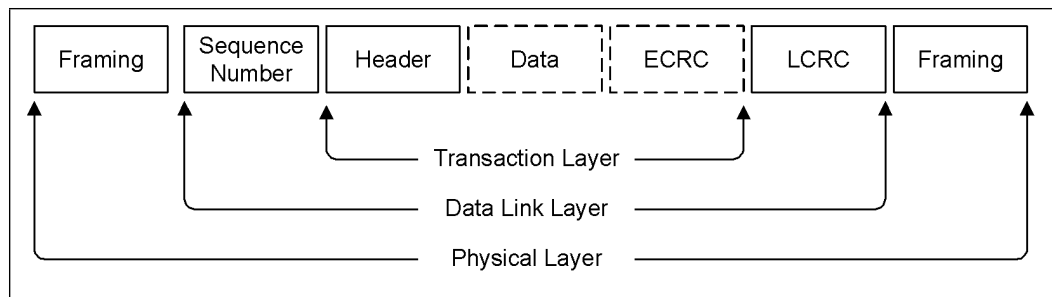 Framing
Sequence
Number
Header
Data
ECRC
LCRC
Framing
Transaction Layer
Data Link Layer
Physical Layer